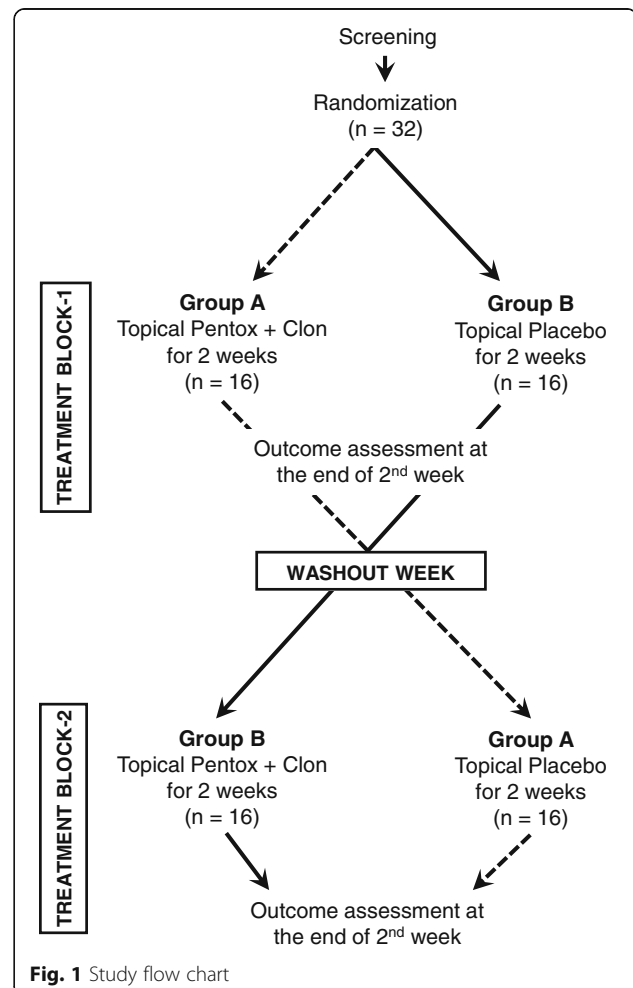 Screening
Randomization
(n = 32)
TREATMENT BLOCK-1
Group A
Topical Pentox + Clon
for 2 weeks
(n = 16)
Group B
Topical Placebo
for 2 weeks
(n = 16)
Outcome assessment at
the end of 2nd week
WASHOUT WEEK
TREATMENT BLOCK-2
Group B
Topical Pentox + Clon
for 2 weeks
(n = 16)
Group A
Topical Placebo
for 2 weeks
(n = 16)
Outcome assessment at
the end of 2nd week
Fig. 1 Study flow chart